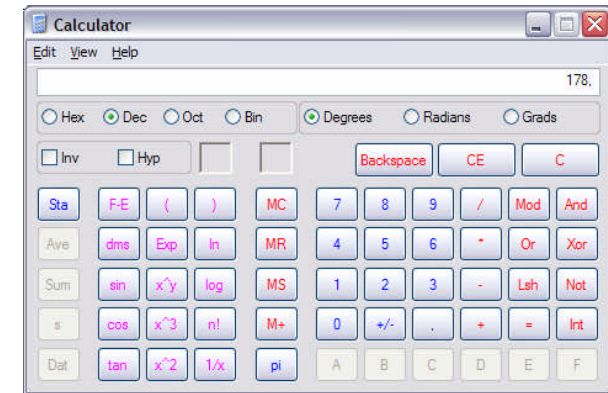 Calculator
Edit View Help
178,
Hex Dec Oct Bin Degrees Radians Grads
Inv Hyp Backspace CE C
Sta F-E ( ) MC 7 8 9 / Mod And
Ave dms Exp ln MR 4 5 6 * Or Xor
Sum sin x^y log MS 1 2 3 - Lsh Not
s cos x^3 n! M+ 0 +/- , + = Int
Dat tan x^2 1/x pi A B C D E F